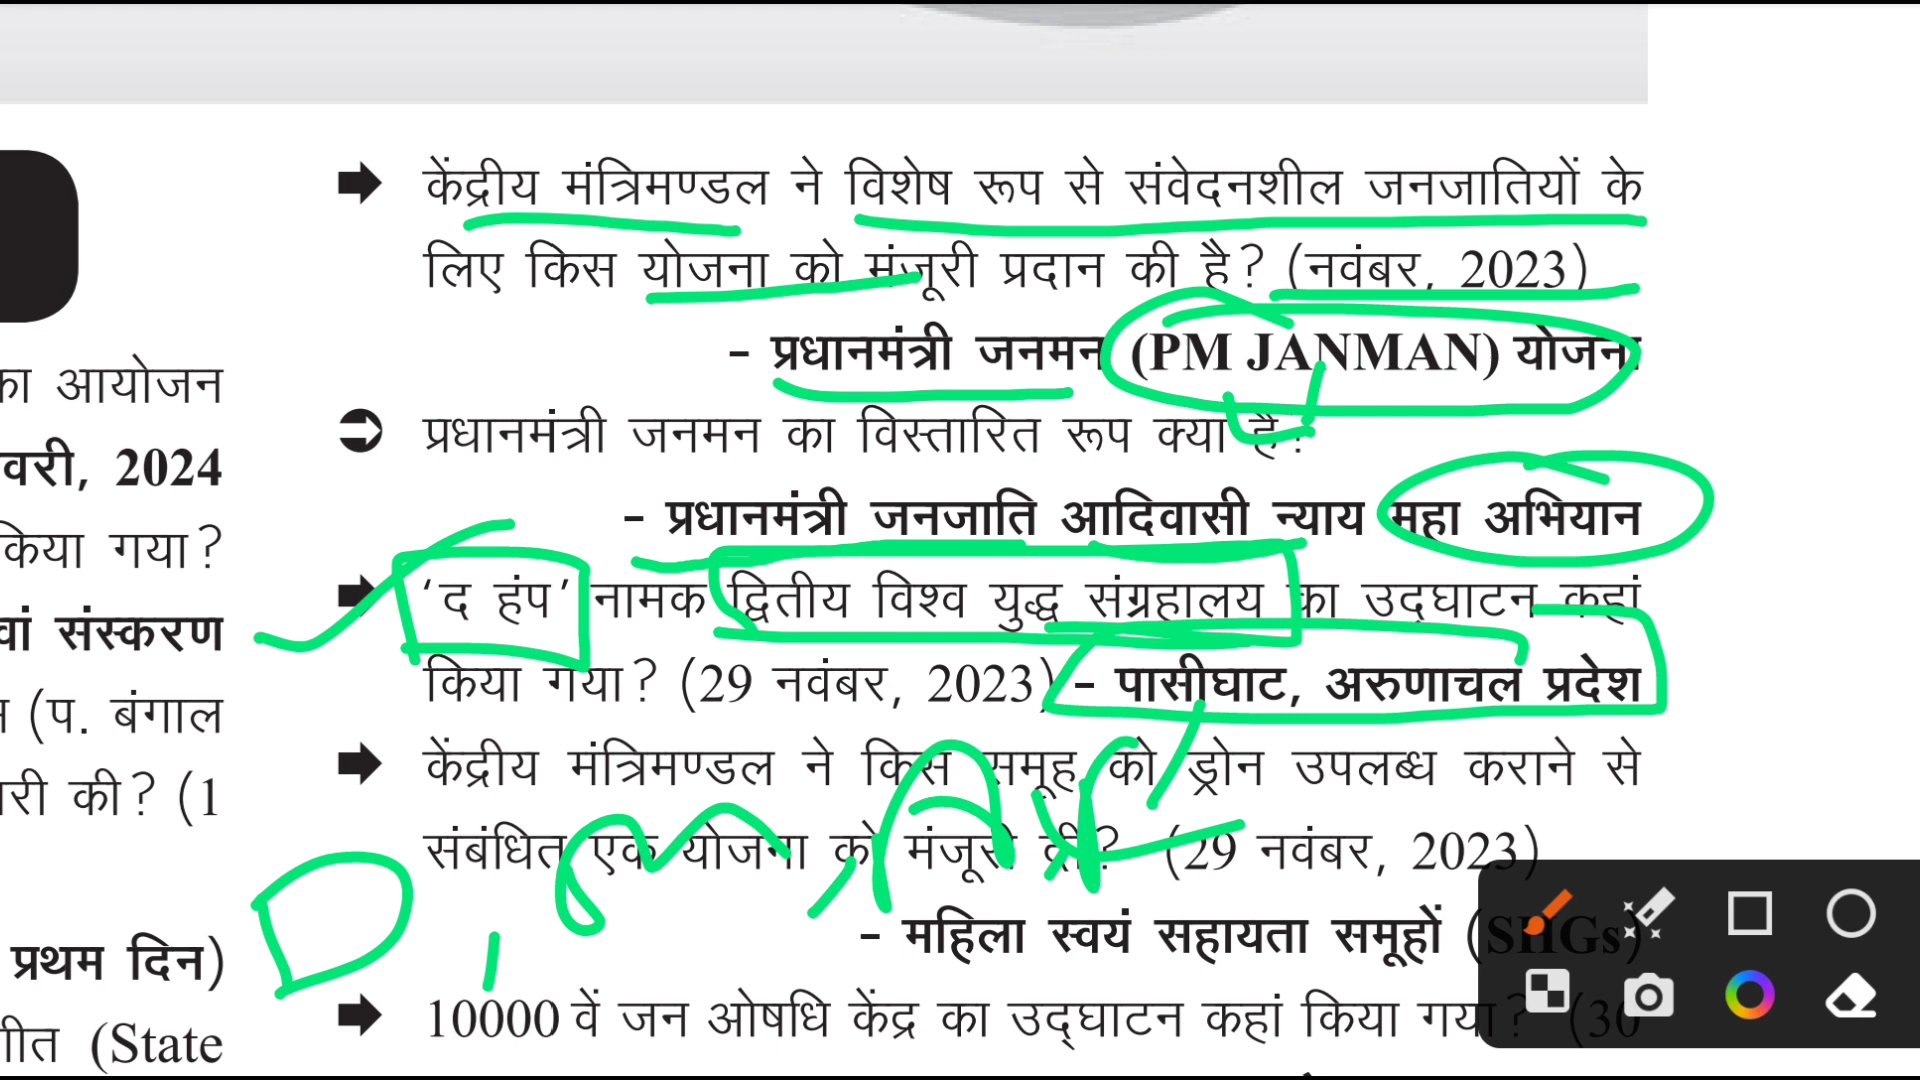 का आयोजन
वरी, 2024
किया गया?
वां संस्करण
(प. बंगाल
री की? (1
प्रथम दिन)
गीत (State
केंद्रीय मंत्रिमण्डल ने विशेष रूप से संवेदनशील जनजातियों के
लिए किस योजना को मंजूरी प्रदान की है? (नवंबर, 2023)
- प्रधानमंत्री जनमन (PM JANMAN) योजना
प्रधानमंत्री जनमन का विस्तारित रूप क्या है?
- प्रधानमंत्री जनजाति आदिवासी न्याय महा अभियान
'द हंप' नामक द्वितीय विश्व युद्ध संग्रहालय का उद्घाटन कहां
किया गया? (29 नवंबर, 2023) - पासीघाट, अरुणाचल प्रदेश
केंद्रीय मंत्रिमण्डल ने किस समूह को ड्रोन उपलब्ध कराने से
संबंधित एक योजना को मंजूरी दी? (29 नवंबर, 2023)
- महिला स्वयं सहायता समूहों (SHGs)
10000 वें जन ओषधि केंद्र का उद्घाटन कहां किया गया? (30